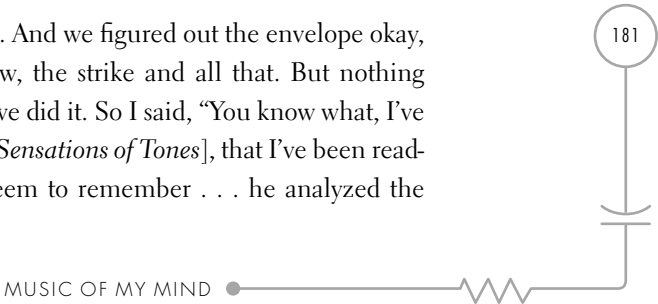 . And we figured out the envelope okay,
w, the strike and all that. But nothing
ve did it. So I said, “You know what, I’ve
Sensations of Tones], that I’ve been read-
eem to remember . . . he analyzed the
181
MUSIC OF MY MIND